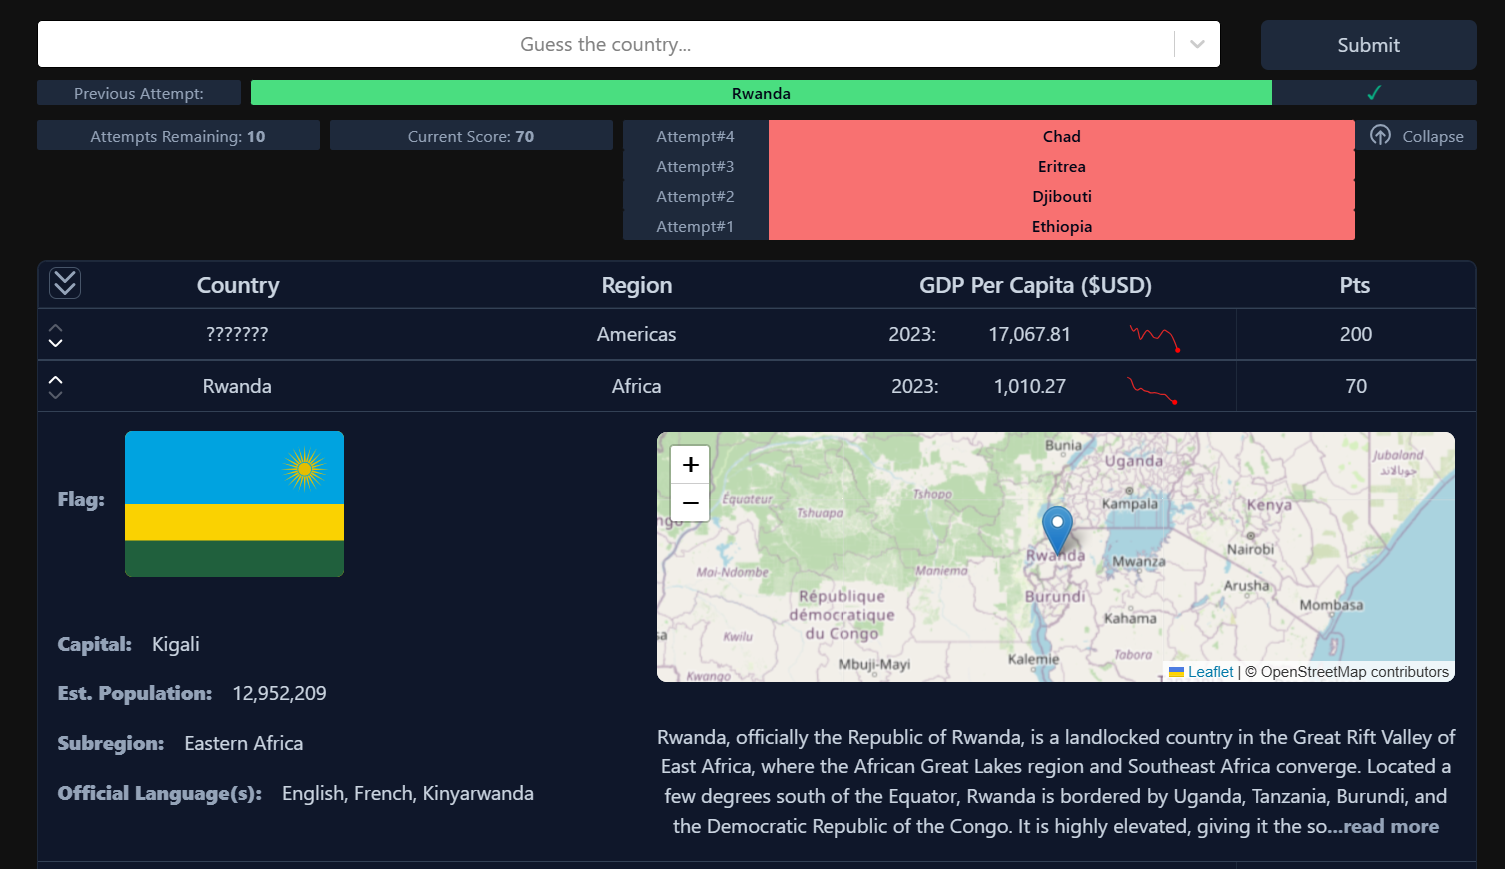 Guess the country...
Submit
Previous Attempt:
Rwanda
✓
Attempts Remaining: 10
Current Score: 70
Attempt#4 Chad
Collapse
Attempt#3 Eritrea
Attempt#2 Djibouti
Attempt#1 Ethiopia
Country Region GDP Per Capita ($USD) Pts
??????? Americas 2023: 17,067.81 200
Rwanda Africa 2023: 1,010.27 70
Flag:
Capital: Kigali
Est. Population: 12,952,209
Subregion: Eastern Africa
Official Language(s): English, French, Kinyarwanda
+
−
Bunia
Uganda
Jubaland
جوبالاند
Équateur
Tshopo
Tshuapa
Kampala
Kenya
ngo
Rwanda
Nairobi
Mwanza
Mai-Ndombe
Maniema
Arusha
République
démocratique
du Congo
Burundi
Mombasa
Kahama
sa
Kwilu
Mbuji-Mayi
Kalemie
Tabora
Kwango
Leaflet | © OpenStreetMap contributors
Rwanda, officially the Republic of Rwanda, is a landlocked country in the Great Rift Valley of
East Africa, where the African Great Lakes region and Southeast Africa converge. Located a
few degrees south of the Equator, Rwanda is bordered by Uganda, Tanzania, Burundi, and
the Democratic Republic of the Congo. It is highly elevated, giving it the so...read more